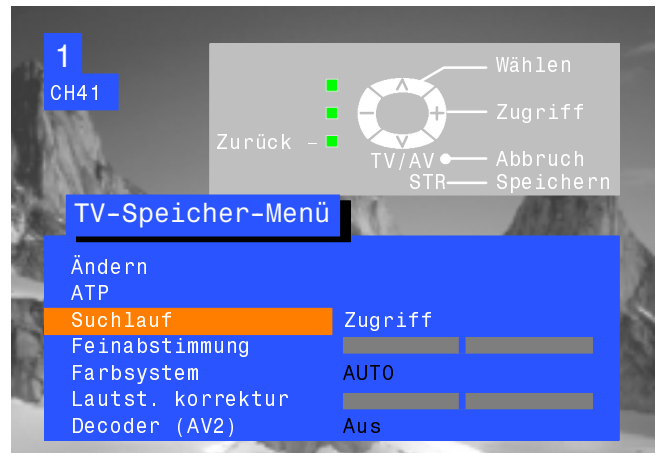 1
CH41
Wählen
Zugriff
Zurück –
TV/AV
Abbruch
STR
Speichern
TV–Speicher–Menü
Ändern
ATP
Suchlauf Zugriff
Feinabstimmung
Farbsystem AUTO
Lautst. korrektur
Decoder (AV2) Aus